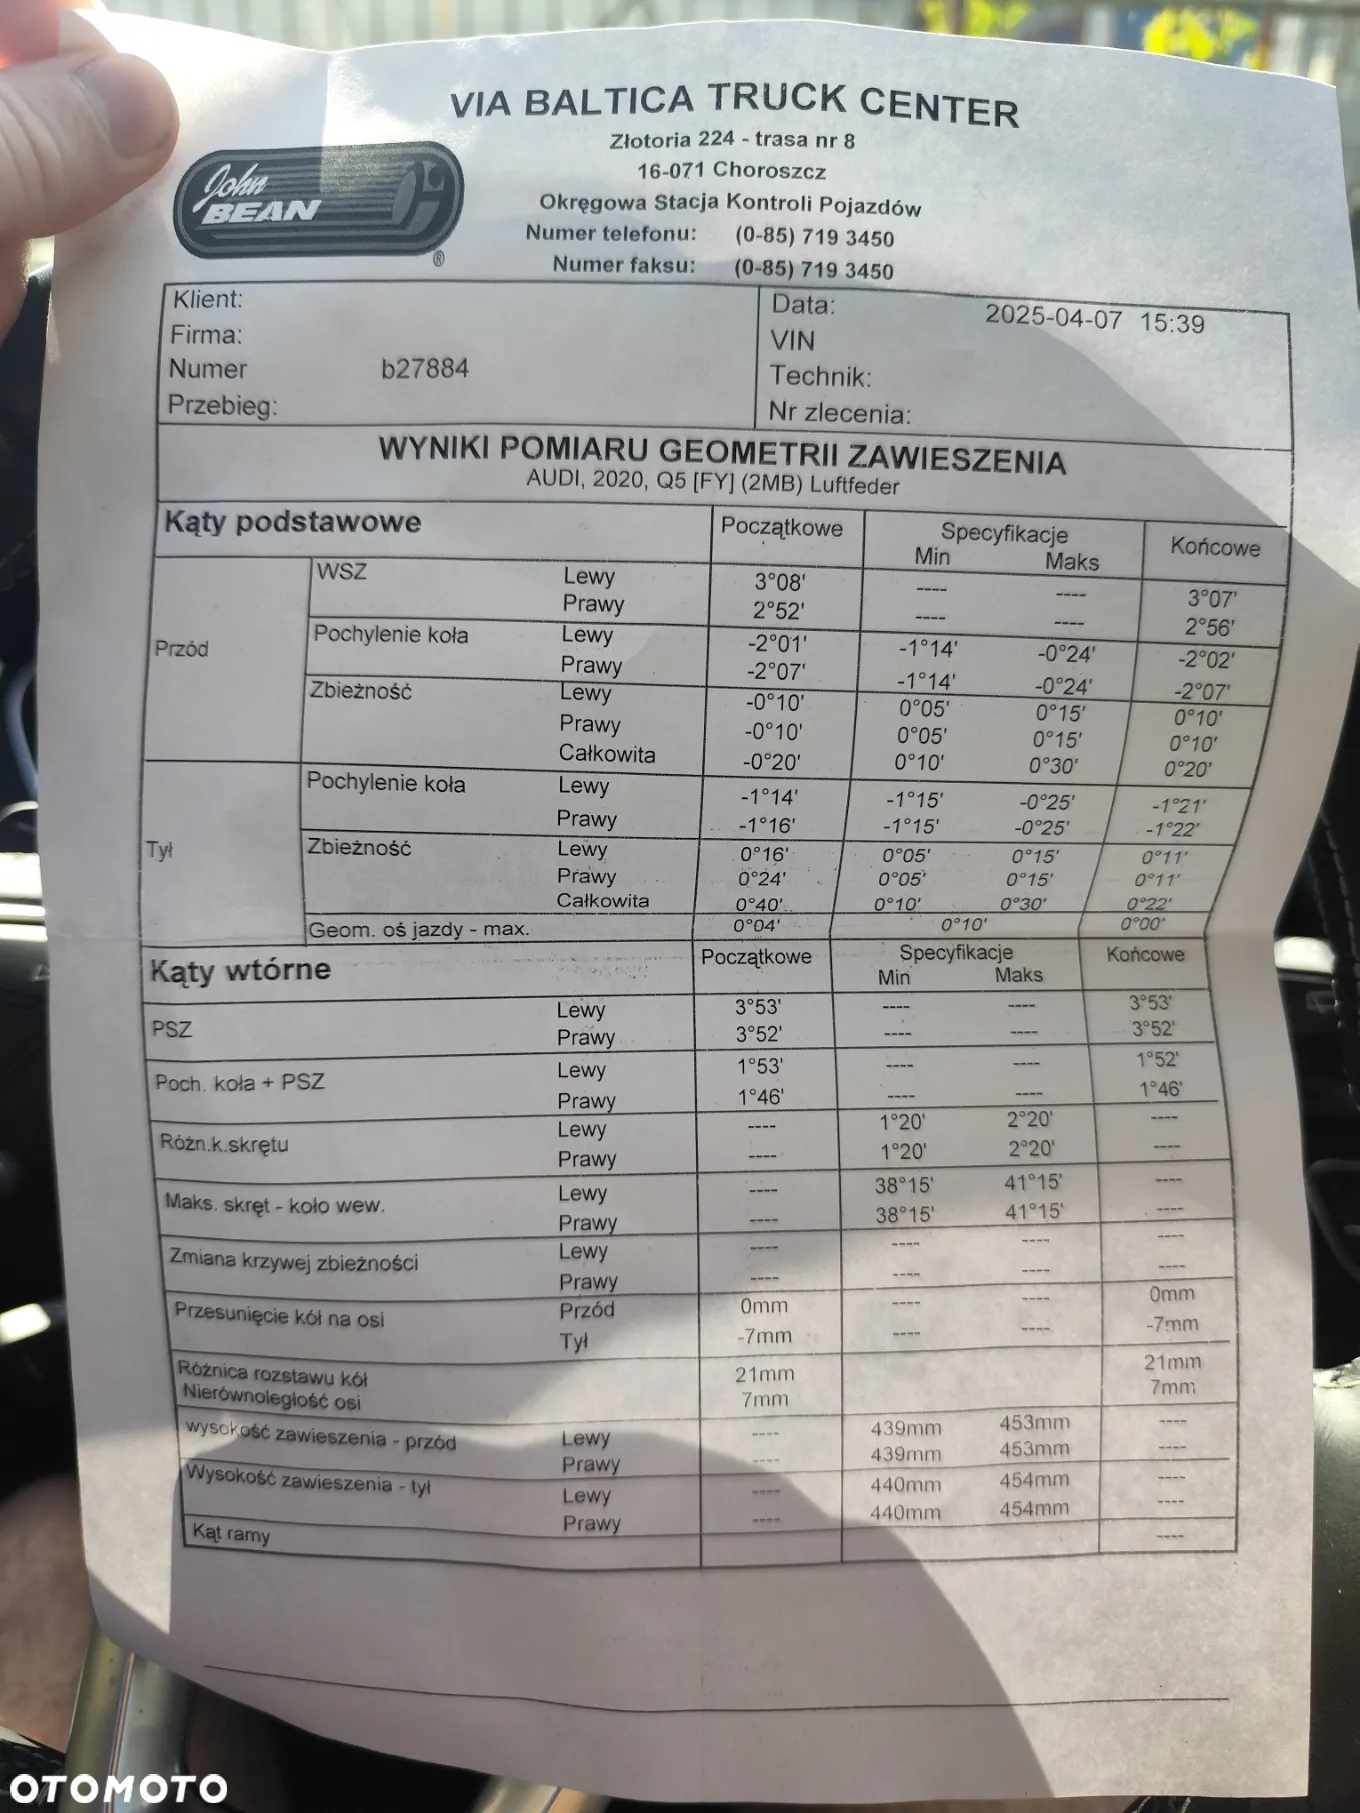 VIA BALTICA TRUCK CENTER
Złotoria 224 - trasa nr 8
16-071 Choroszcz
Okręgowa Stacja Kontroli Pojazdów
Numer telefonu: (0-85) 719 3450
Numer faksu: (0-85) 719 3450
John
BEAN
®
Klient:
Firma:
Numer b27884
Przebieg:
Data: 2025-04-07 15:39
VIN
Technik:
Nr zlecenia:
WYNIKI POMIARU GEOMETRII ZAWIESZENIA
AUDI, 2020, Q5 [FY] (2MB) Luftfeder
Kąty podstawowe Początkowe Specyfikacje Końcowe
Min Maks
Przód
WSZ Lewy 3°08' ---- ---- 3°07'
Prawy 2°52' ---- ---- 2°56'
Pochylenie koła Lewy -2°01' -1°14' -0°24' -2°02'
Prawy -2°07' -1°14' -0°24' -2°07'
Zbieżność Lewy -0°10' 0°05' 0°15' 0°10'
Prawy -0°10' 0°05' 0°15' 0°10'
Całkowita -0°20' 0°10' 0°30' 0°20'
Tył
Pochylenie koła Lewy -1°14' -1°15' -0°25' -1°21'
Prawy -1°16' -1°15' -0°25' -1°22'
Zbieżność Lewy 0°16' 0°05' 0°15' 0°11'
Prawy 0°24' 0°05' 0°15' 0°11'
Całkowita 0°40' 0°10' 0°30' 0°22'
Geom. oś jazdy - max. 0°04' 0°10' 0°00'
Kąty wtórne Początkowe Specyfikacje Końcowe
Min Maks
PSZ Lewy 3°53' ---- ---- 3°53'
Prawy 3°52' ---- ---- 3°52'
Poch. koła + PSZ Lewy 1°53' ---- ---- 1°52'
Prawy 1°46' ---- ---- 1°46'
Różn.k.skrętu Lewy ---- 1°20' 2°20' ----
Prawy ---- 1°20' 2°20' ----
Maks. skręt - koło wew. Lewy ---- 38°15' 41°15' ----
Prawy ---- 38°15' 41°15' ----
Zmiana krzywej zbieżności Lewy ---- ---- ---- ----
Prawy ---- ---- ---- ----
Przesunięcie kół na osi Przód 0mm ---- ---- 0mm
Tył -7mm ---- ---- -7mm
Różnica rozstawu kół 21mm 21mm
Nierównoległość osi 7mm 7mm
wysokość zawieszenia - przód Lewy ---- 439mm 453mm ----
Prawy ---- 439mm 453mm ----
Wysokość zawieszenia - tył Lewy ---- 440mm 454mm ----
Prawy ---- 440mm 454mm ----
Kąt ramy ----
OTOMOTO